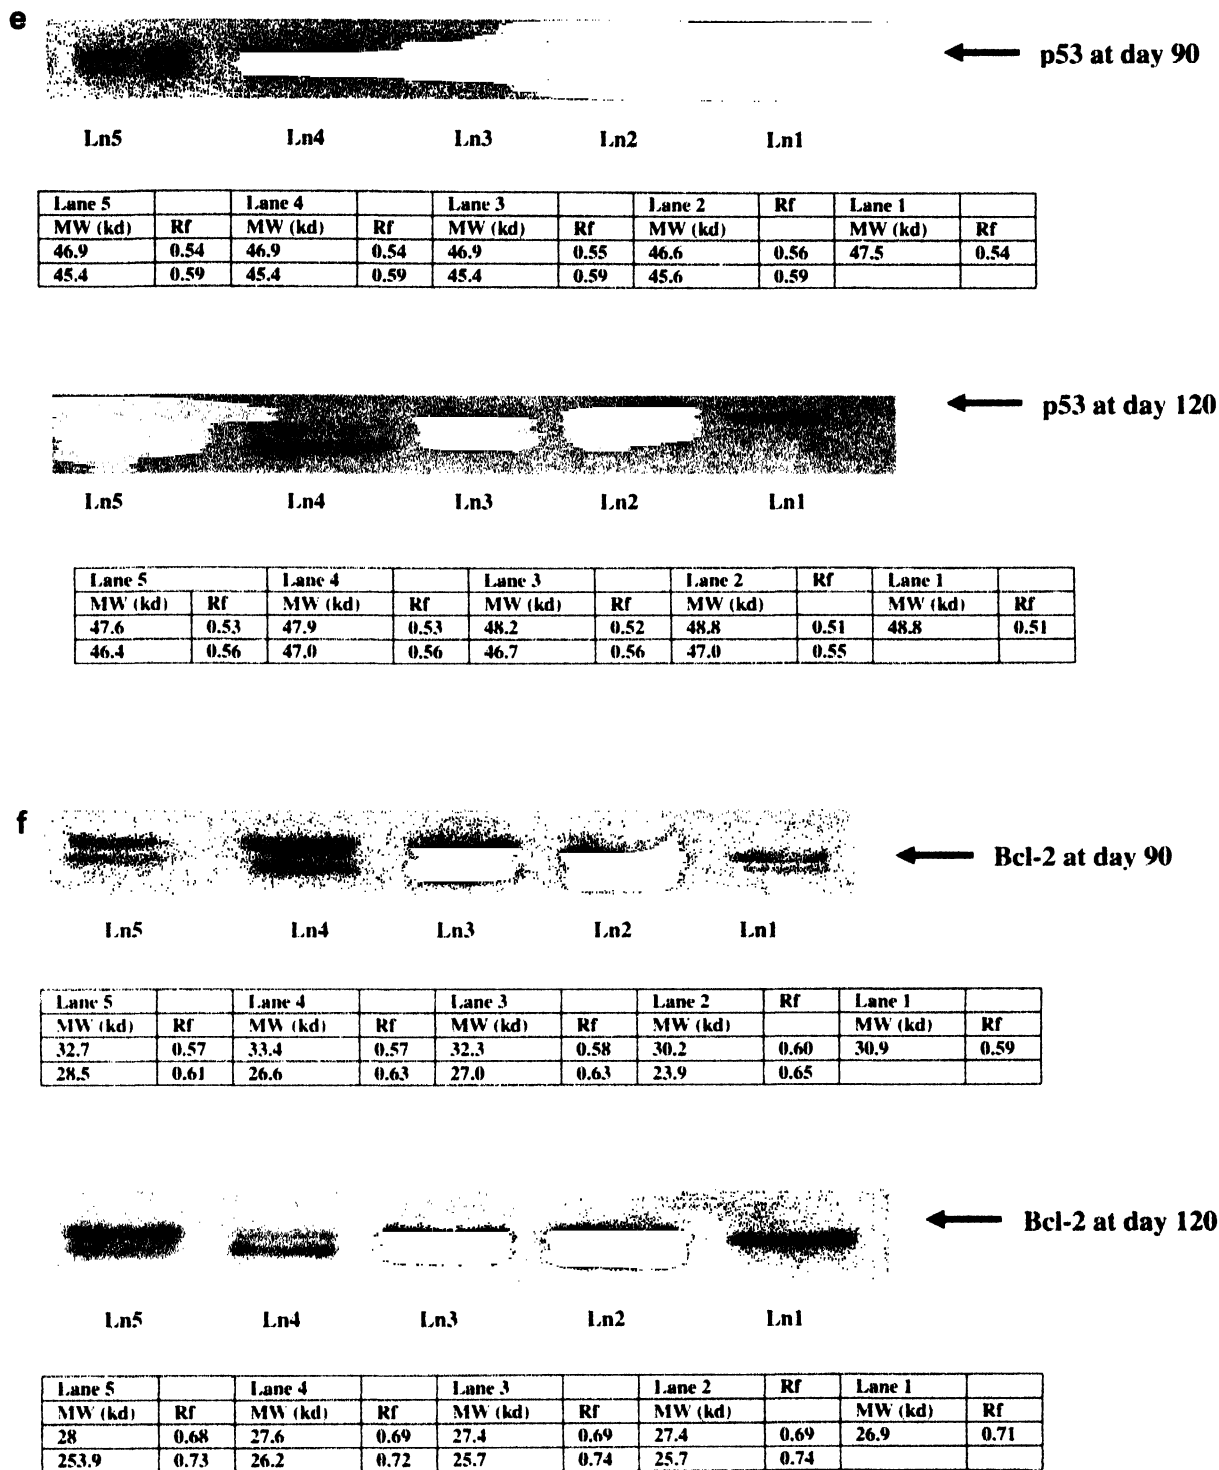 e
p53 at day 90
Ln5 Ln4 Ln3 Ln2 Ln1
Lane 5 Lane 4 Lane 3 Lane 2 Rf Lane 1
MW (kd) Rf MW (kd) Rf MW (kd) Rf MW (kd) MW (kd) Rf
46.9 0.54 46.9 0.54 46.9 0.55 46.6 0.56 47.5 0.54
45.4 0.59 45.4 0.59 45.4 0.59 45.6 0.59
p53 at day 120
Ln5 Ln4 Ln3 Ln2 Ln1
Lane 5 Lane 4 Lane 3 Lane 2 Rf Lane 1
MW (kd) Rf MW (kd) Rf MW (kd) Rf MW (kd) MW (kd) Rf
47.6 0.53 47.9 0.53 48.2 0.52 48.8 0.51 48.8 0.51
46.4 0.56 47.0 0.56 46.7 0.56 47.0 0.55
f
Bcl-2 at day 90
Ln5 Ln4 Ln3 Ln2 Ln1
Lane 5 Lane 4 Lane 3 Lane 2 Rf Lane 1
MW (kd) Rf MW (kd) Rf MW (kd) Rf MW (kd) MW (kd) Rf
32.7 0.57 33.4 0.57 32.3 0.58 30.2 0.60 30.9 0.59
28.5 0.61 26.6 0.63 27.0 0.63 23.9 0.65
Bcl-2 at day 120
Ln5 Ln4 Ln3 Ln2 Ln1
Lane 5 Lane 4 Lane 3 Lane 2 Rf Lane 1
MW (kd) Rf MW (kd) Rf MW (kd) Rf MW (kd) MW (kd) Rf
28 0.68 27.6 0.69 27.4 0.69 27.4 0.69 26.9 0.71
253.9 0.73 26.2 0.72 25.7 0.74 25.7 0.74